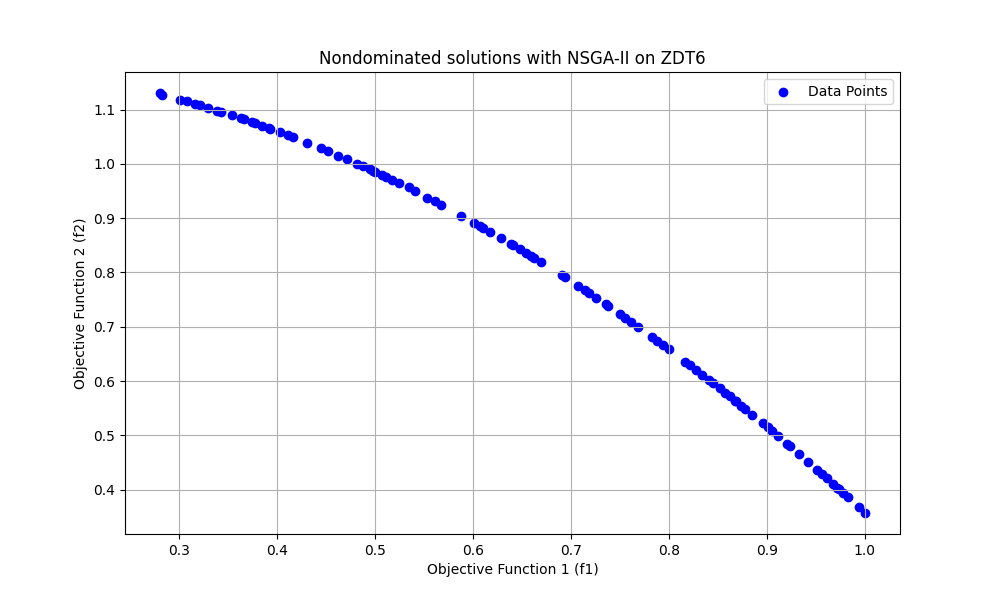 Nondominated solutions with NSGA-II on ZDT6
Data Points
Objective Function 2 (f2)
1.1
1.0
0.9
0.8
0.7
0.6
0.5
0.4
0.3 0.4 0.5 0.6 0.7 0.8 0.9 1.0
Objective Function 1 (f1)